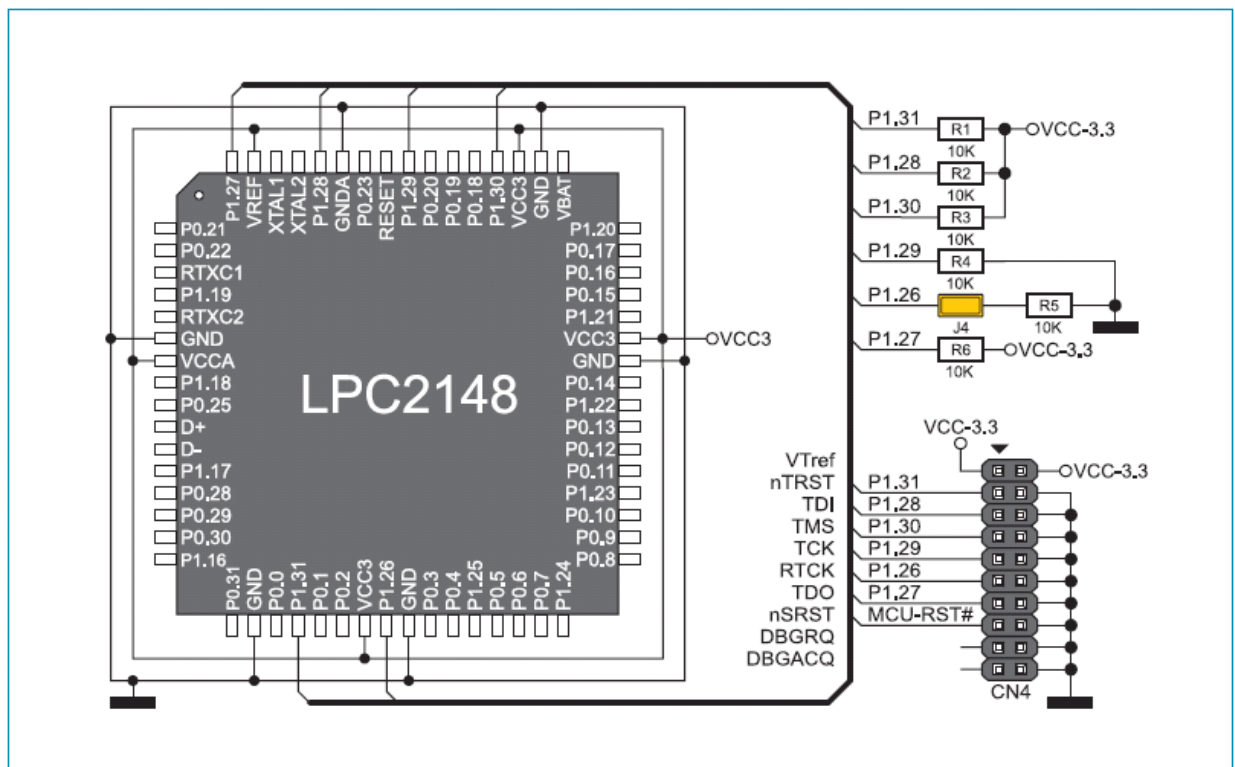 P1.27
VREF
XTAL1
XTAL2
P1.28
GNDA
P0.23
RESET
P1.29
P0.20
P0.19
P0.18
P1.30
VCC3
GND
VBAT
P0.21
P0.22
RTXC1
P1.19
RTXC2
GND
VCCA
P1.18
P0.25
D+
D-
P1.17
P0.28
P0.29
P0.30
P1.16
LPC2148
P1.20
P0.17
P0.16
P0.15
P1.21
VCC3
GND
P0.14
P1.22
P0.13
P0.12
P0.11
P1.23
P0.10
P0.9
P0.8
P0.31
GND
P0.0
P1.31
P0.1
P0.2
VCC3
P1.26
GND
P0.3
P0.4
P1.25
P0.5
P0.6
P0.7
P1.24
VCC3
P1.31 R1 VCC-3.3
10K
P1.28 R2
10K
P1.30 R3
10K
P1.29 R4
10K
P1.26 J4 R5
10K
P1.27 R6 VCC-3.3
10K
VCC-3.3
VTref VCC-3.3
nTRST P1.31
TDI P1.28
TMS P1.30
TCK P1.29
RTCK P1.26
TDO P1.27
nSRST MCU-RST#
DBGRQ
DBGACQ
CN4